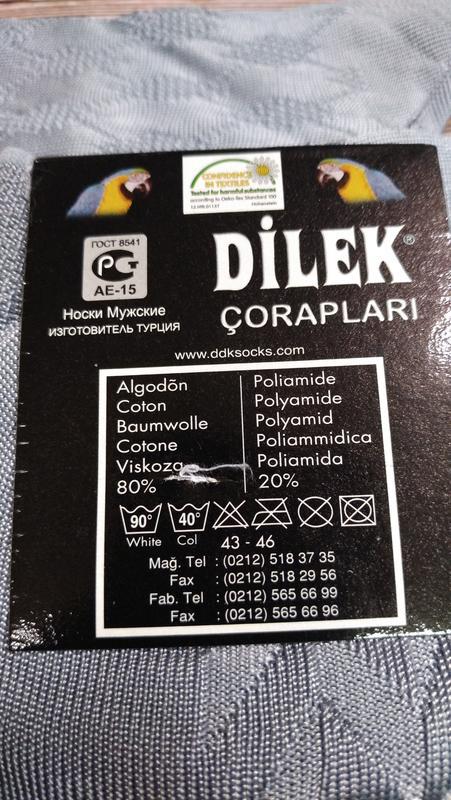 CONFIDENCE
IN TEXTILES
Tested for harmful substances
according to Oeko-Tex Standard 100
Hohenstein
ГОСТ 8541
РСТ
АЕ-15
Носки Мужские
ИЗГОТОВИТЕЛЬ ТУРЦИЯ
DİLEK®
ÇORAPLARI
www.ddksocks.com
Algodõn
Coton
Baumwolle
Cotone
Viskoza
80%
Poliamide
Polyamide
Polyamid
Poliammidica
Poliamida
20%
90° 40°
White Col 43 - 46
Mağ. Tel : (0212) 518 37 35
Fax : (0212) 518 29 56
Fab. Tel : (0212) 565 66 99
Fax : (0212) 565 66 96